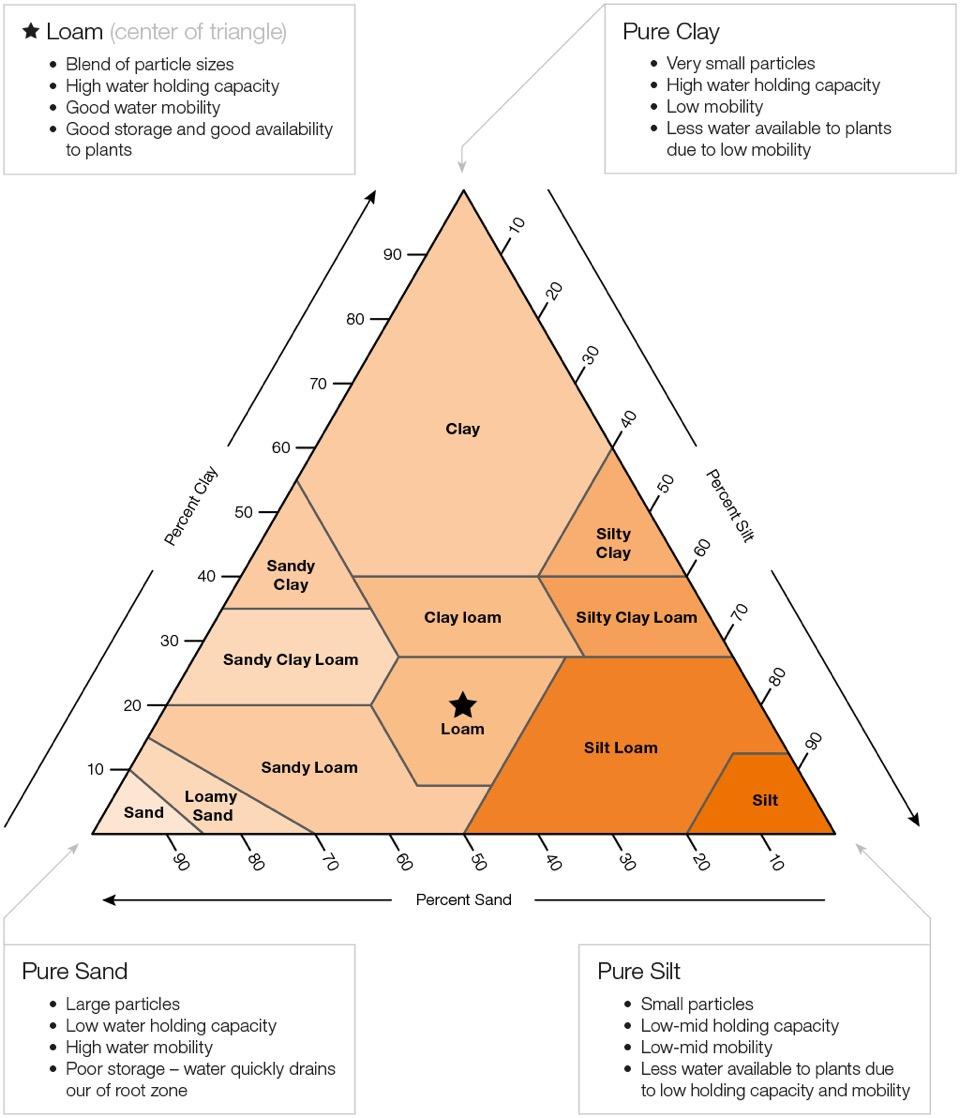 ★ Loam (center of triangle)
• Blend of particle sizes
• High water holding capacity
• Good water mobility
• Good storage and good availability
to plants
Pure Clay
• Very small particles
• High water holding capacity
• Low mobility
• Less water available to plants
due to low mobility
90
80
70
60
50
40
30
20
10
Percent Clay
10
20
30
40
50
60
70
80
90
Percent Silt
Clay
Silty
Clay
Sandy
Clay
Clay loam
Silty Clay Loam
Sandy Clay Loam
Loam
Silt Loam
Sandy Loam
Loamy
Sand
Sand
Silt
90
80
70
60
50
40
30
20
10
Percent Sand
Pure Sand
• Large particles
• Low water holding capacity
• High water mobility
• Poor storage – water quickly drains
our of root zone
Pure Silt
• Small particles
• Low-mid holding capacity
• Low-mid mobility
• Less water available to plants due
to low holding capacity and mobility